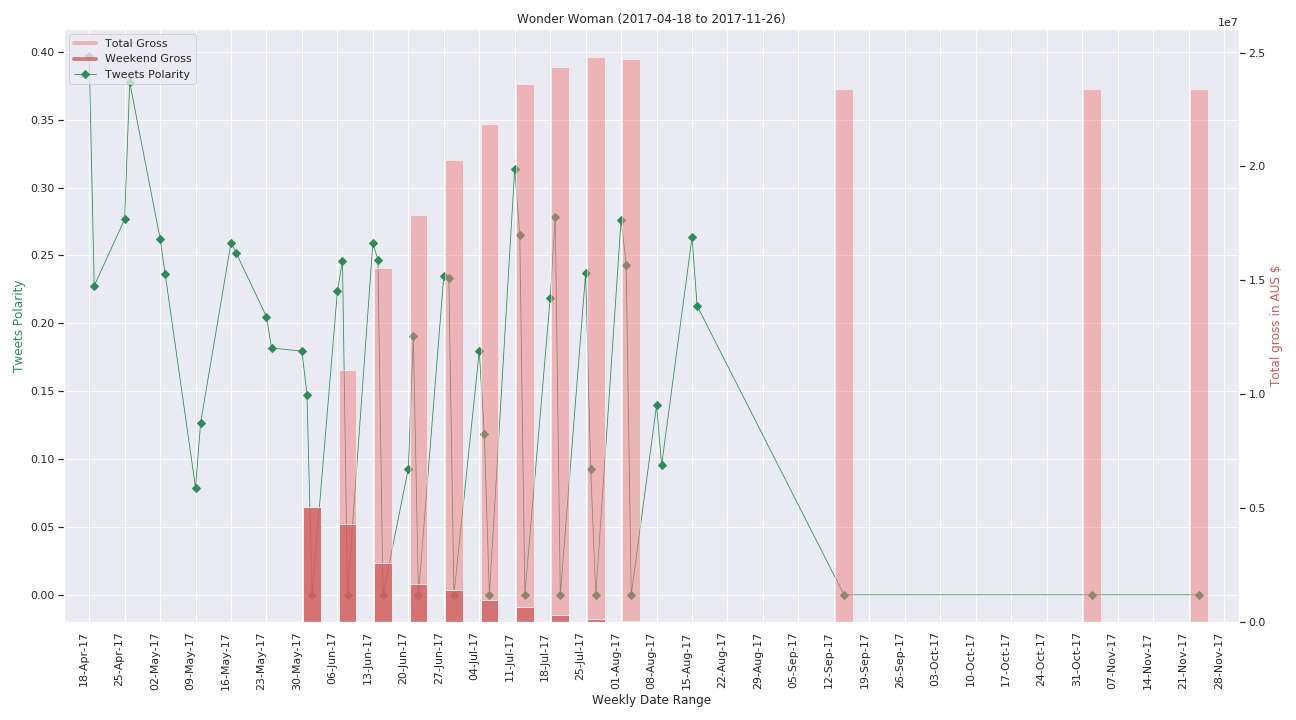 Wonder Woman (2017-04-18 to 2017-11-26)
1e7
Total Gross
Weekend Gross
Tweets Polarity
0.40
0.35
0.30
0.25
0.20
0.15
0.10
0.05
0.00
Tweets Polarity
2.5
2.0
1.5
1.0
0.5
0.0
Total gross in AUS $
18-Apr-17
25-Apr-17
02-May-17
09-May-17
16-May-17
23-May-17
30-May-17
06-Jun-17
13-Jun-17
20-Jun-17
27-Jun-17
04-Jul-17
11-Jul-17
18-Jul-17
25-Jul-17
01-Aug-17
08-Aug-17
15-Aug-17
22-Aug-17
29-Aug-17
05-Sep-17
12-Sep-17
19-Sep-17
26-Sep-17
03-Oct-17
10-Oct-17
17-Oct-17
24-Oct-17
31-Oct-17
07-Nov-17
14-Nov-17
21-Nov-17
28-Nov-17
Weekly Date Range